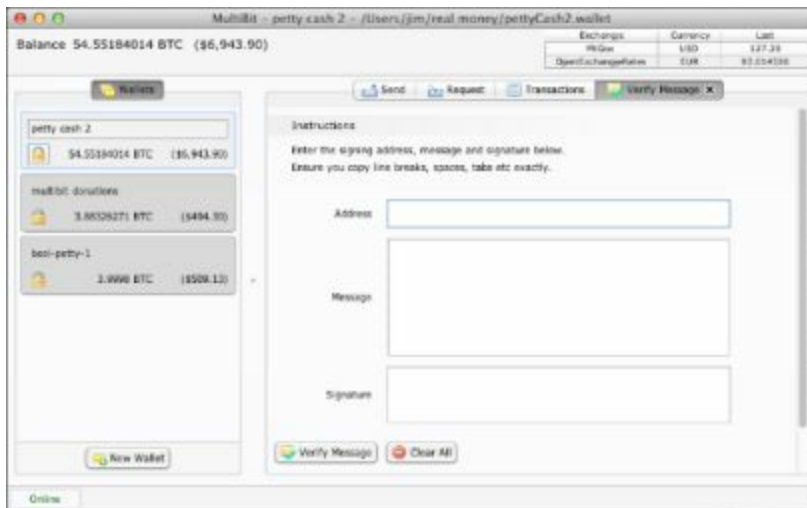 MultiBit - petty cash 2 - /Users/jim/real money/pettyCash2.wallet
Balance 54.55184014 BTC ($6,943.90)
Exchange Currency Last
MtGox USD 127.29
OpenExchangeRates EUR
Wallets
Send Request Transactions Verify Message
petty cash 2
54.55184014 BTC ($6,943.90)
multibit donations
3.88326271 BTC ($494.30)
3.9998 BTC ($509.13)
Instructions
Enter the signing address, message and signature below.
Ensure you copy line breaks, spaces, tabs etc exactly.
Address
Message
Signature
New Wallet
Verify Message Clear All
Online